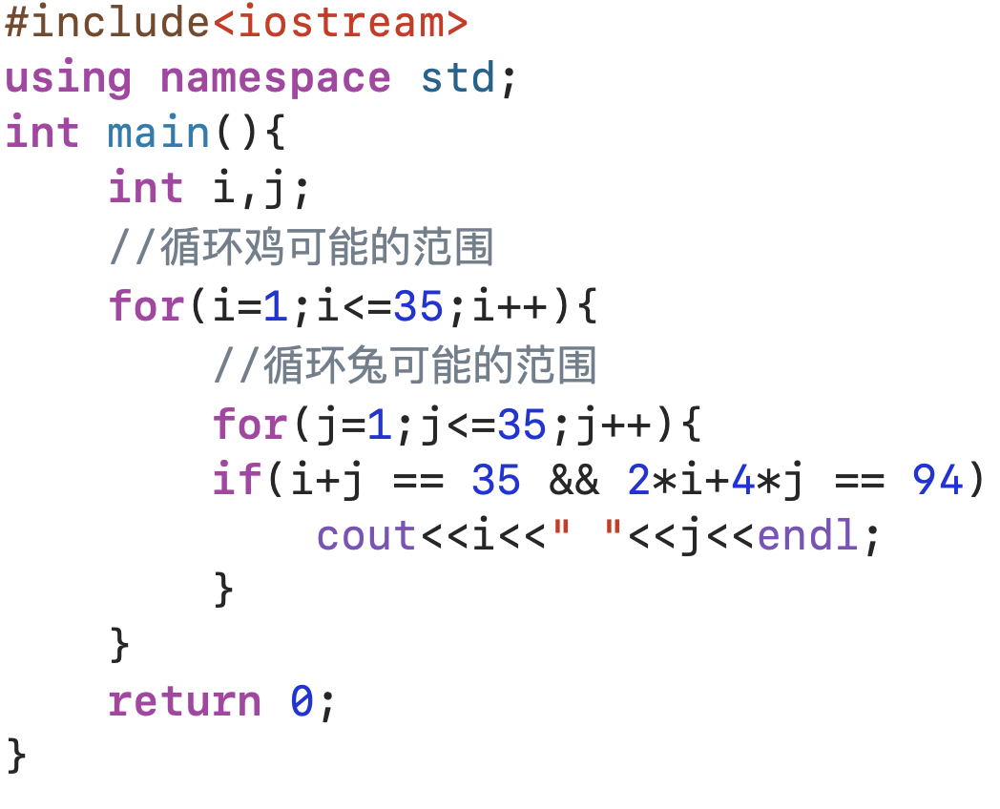 #include<iostream>
using namespace std;
int main(){
    int i,j;
    //循环鸡可能的范围
    for(i=1;i<=35;i++){
        //循环兔可能的范围
        for(j=1;j<=35;j++){
        if(i+j == 35 && 2*i+4*j == 94)
            cout<<i<<" "<<j<<endl;
        }
    }
    return 0;
}